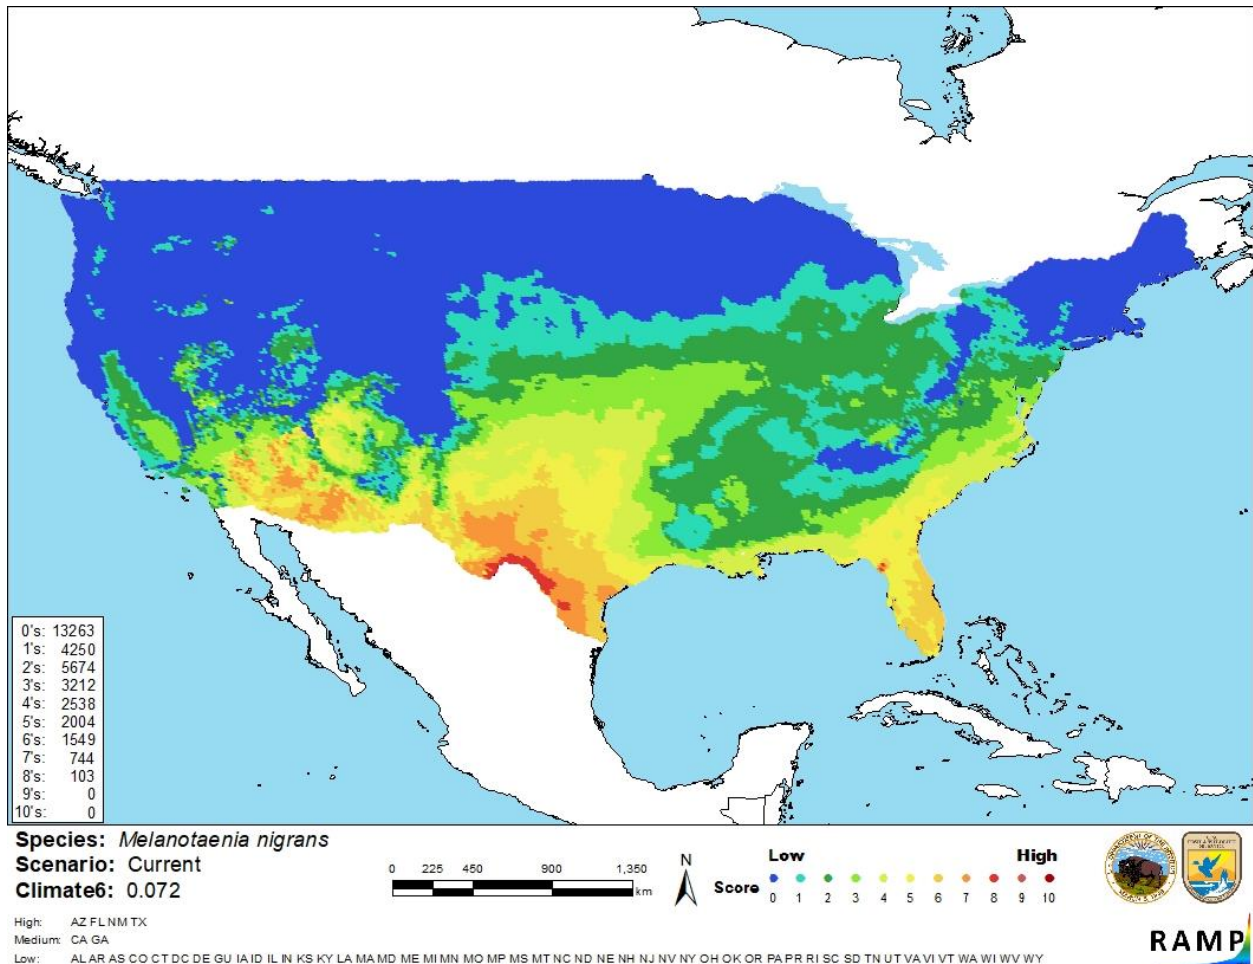 0's: 13263
1's: 4250
2's: 5674
3's: 3212
4's: 2538
5's: 2004
6's: 1549
7's: 744
8's: 103
9's: 0
10's: 0
Species: Melanotaenia nigrans
Scenario: Current
Climate6: 0.072
0 225 450 900 1,350
km
N
Low High
Score
0 1 2 3 4 5 6 7 8 9 10
High: AZ FL NM TX
Medium: CA GA
Low: AL AR AS CO CT DC DE GU IA ID IL IN KS KY LA MA MD ME MI MN MO MP MS MT NC ND NE NH NJ NV NY OH OK OR PA PR RI SC SD TN UT VA VI VT WA WI WV WY
RAMP